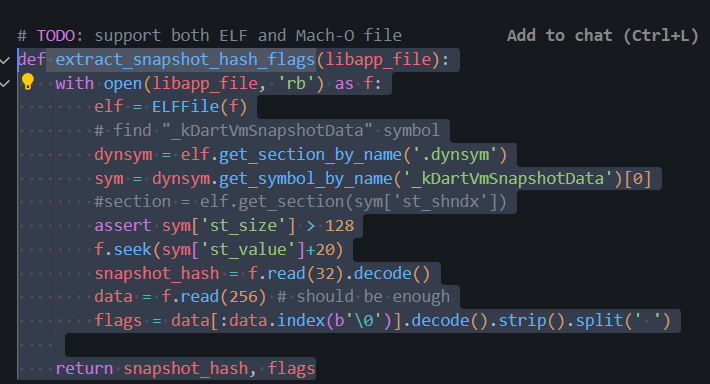 # TODO: support both ELF and Mach-O file Add to chat (Ctrl+L)
def extract_snapshot_hash_flags(libapp_file):
    with open(libapp_file, 'rb') as f:
        elf = ELFFile(f)
        # find "_kDartVmSnapshotData" symbol
        dynsym = elf.get_section_by_name('.dynsym')
        sym = dynsym.get_symbol_by_name('_kDartVmSnapshotData')[0]
        #section = elf.get_section(sym['st_shndx'])
        assert sym['st_size'] > 128
        f.seek(sym['st_value']+20)
        snapshot_hash = f.read(32).decode()
        data = f.read(256) # should be enough
        flags = data[:data.index(b'\0')].decode().strip().split(' ')
    return snapshot_hash, flags